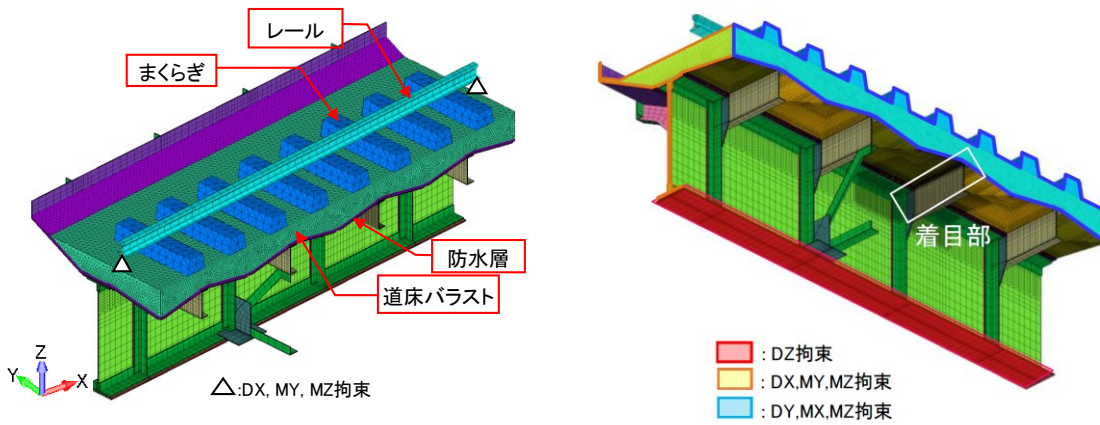 レール
まくらぎ
防水層
道床バラスト
Z
Y
X
△:DX, MY, MZ拘束
着目部
: DZ拘束
: DX,MY,MZ拘束
: DY,MX,MZ拘束